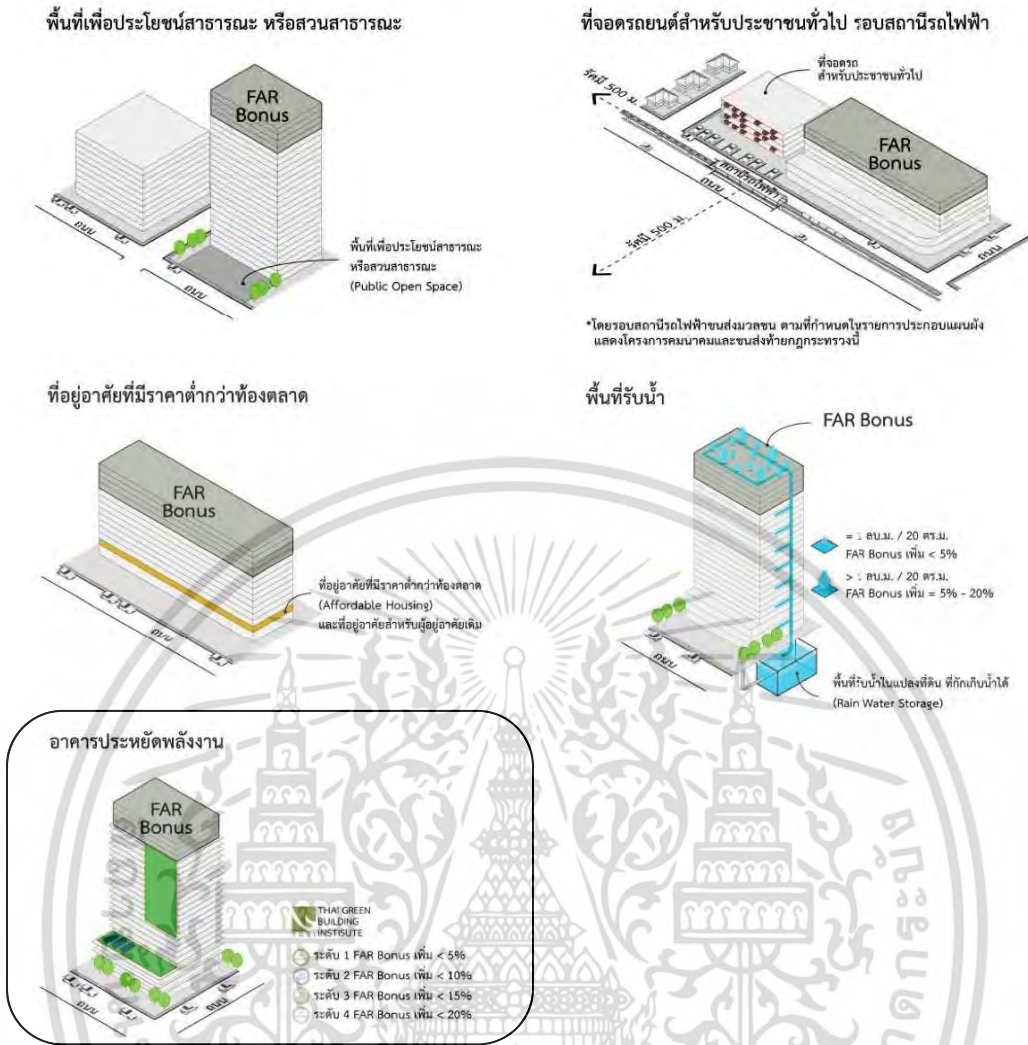 พื้นที่เพื่อประโยชน์สาธารณะ หรือสวนสาธารณะ
FAR
Bonus
ถนน
ถนน
พื้นที่เพื่อประโยชน์สาธารณะ
หรือสวนสาธารณะ
(Public Open Space)
ที่จอดรถยนต์สำหรับประชาชนทั่วไป รอบสถานีรถไฟฟ้า
ที่จอดรถ
สำหรับประชาชนทั่วไป
รัศมี 500 ม.
FAR
Bonus
สถานีรถไฟฟ้า
ถนน
รัศมี 500 ม
ถนน
*โดยรอบสถานีรถไฟฟ้าขนส่งมวลชน ตามที่กำหนดในรายการประกอบแผนผัง
แสดงโครงการคมนาคมและขนส่งท้ายกฎกระทรวงนี้
ที่อยู่อาศัยที่มีราคาต่ำกว่าท้องตลาด
FAR
Bonus
ถนน
ที่อยู่อาศัยที่มีราคาต่ำกว่าท้องตลาด
(Affordable Housing)
และที่อยู่อาศัยสำหรับผู้อยู่อาศัยเดิม
พื้นที่รับน้ำ
FAR Bonus
= 1 ลบ.ม. / 20 ตร.ม.
FAR Bonus เพิ่ม < 5%
> 1 ลบ.ม. / 20 ตร.ม.
FAR Bonus เพิ่ม = 5% - 20%
ถนน
พื้นที่รับน้ำในแปลงที่ดิน ที่กักเก็บน้ำได้
(Rain Water Storage)
อาคารประหยัดพลังงาน
FAR
Bonus
ถนน
ถนน
THAI GREEN
BUILDING
INSTISUTE
ระดับ 1 FAR Bonus เพิ่ม < 5%
ระดับ 2 FAR Bonus เพิ่ม < 10%
ระดับ 3 FAR Bonus เพิ่ม < 15%
ระดับ 4 FAR Bonus เพิ่ม < 20%